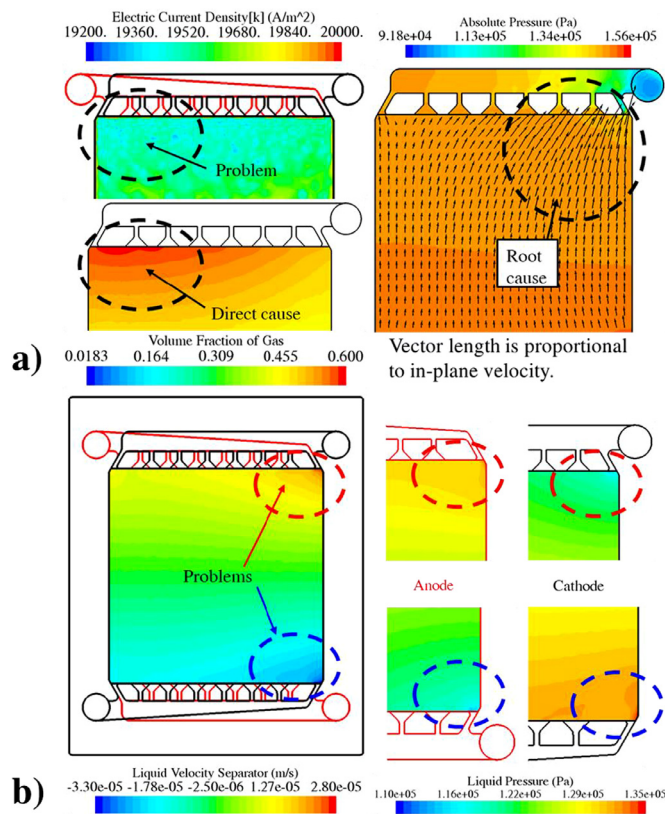 Electric Current Density[k] (A/m^2)
19200. 19360. 19520. 19680. 19840. 20000.
Absolute Pressure (Pa)
9.18e+04 1.13e+05 1.34e+05 1.56e+05
Problem
Direct cause
Root
cause
a)
Volume Fraction of Gas
0.0183 0.164 0.309 0.455 0.600
Vector length is proportional
to in-plane velocity.
Problems
Anode
Cathode
b)
Liquid Velocity Separator (m/s)
-3.30e-05 -1.78e-05 -2.50e-06 1.27e-05 2.80e-05
Liquid Pressure (Pa)
1.10e+05 1.16e+05 1.22e+05 1.29e+05 1.35e+05